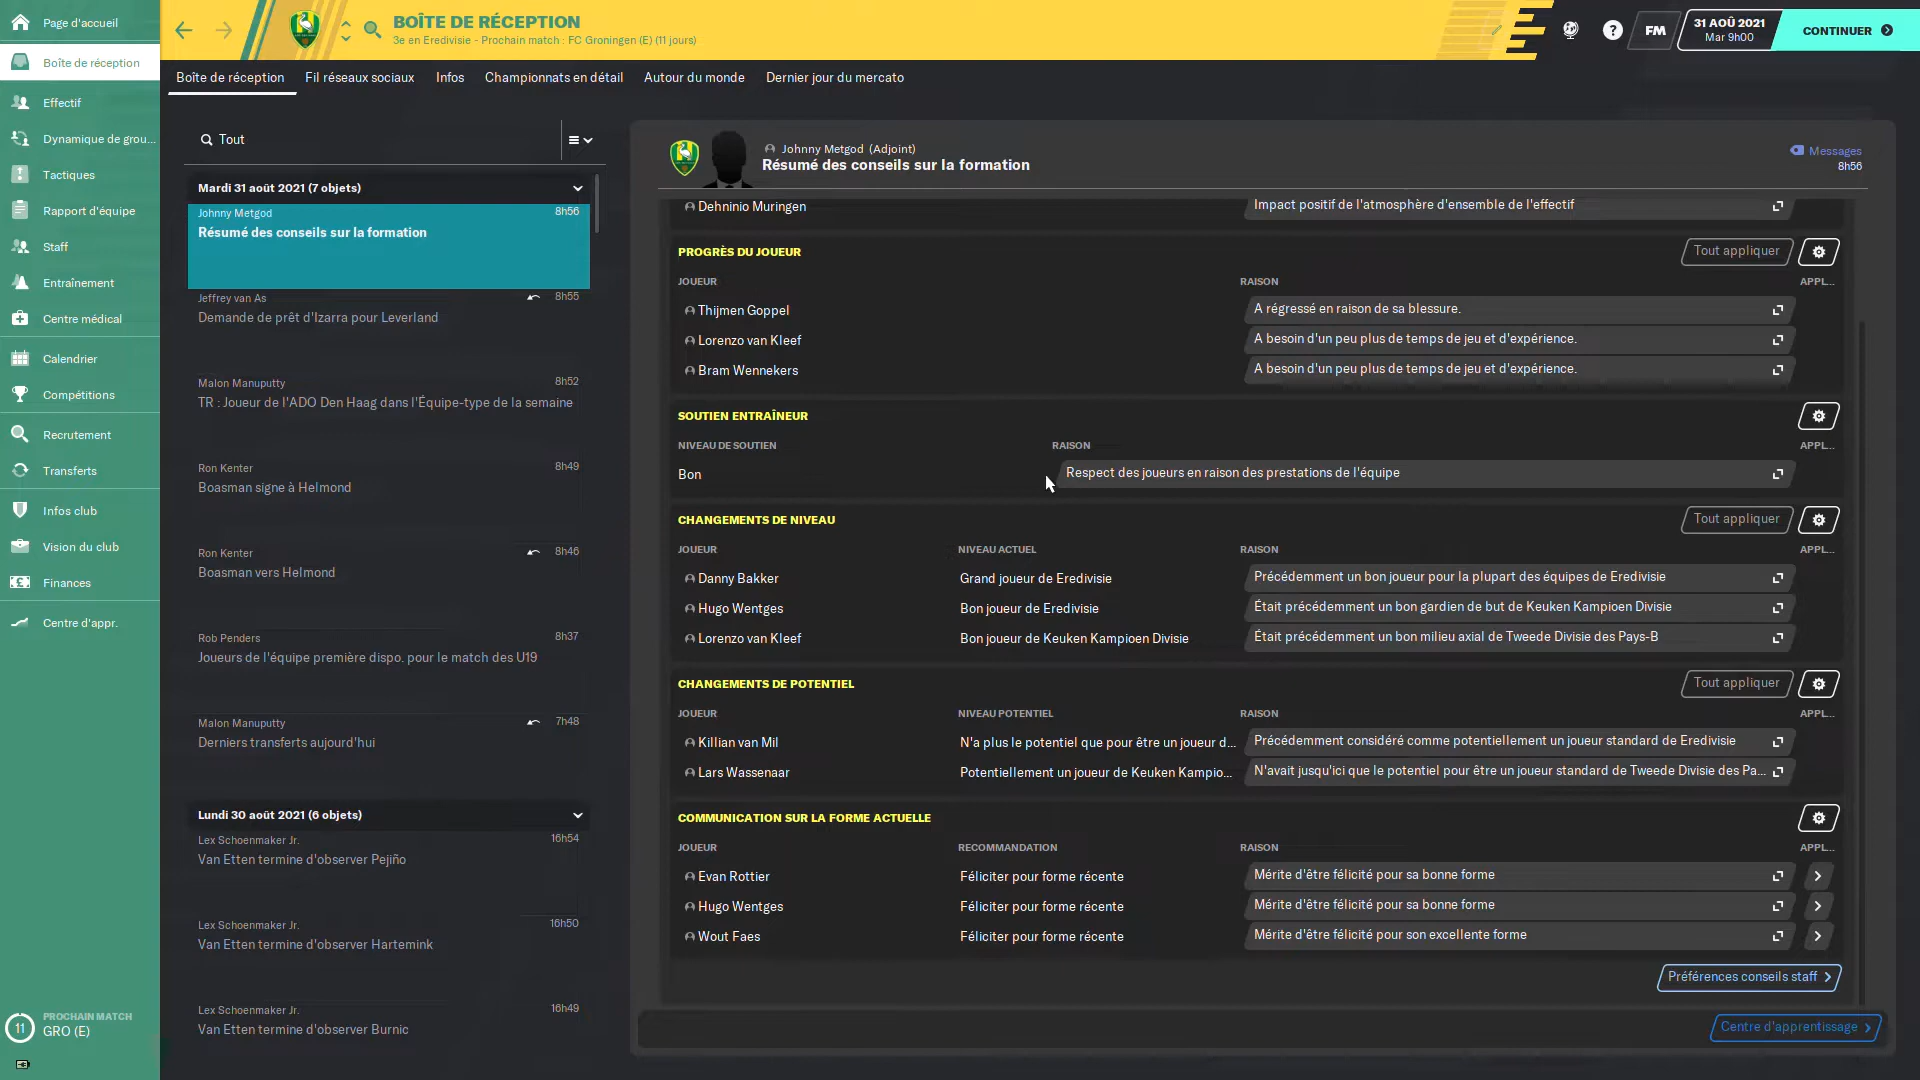 Page d'accueil
Boîte de réception
Effectif
Dynamique de grou...
Tactiques
Rapport d'équipe
Staff
Entraînement
Centre médical
Calendrier
Compétitions
Recrutement
Transferts
Infos club
Vision du club
Finances
Centre d'appr.
11
PROCHAIN MATCH
GRO (E)
BOÎTE DE RÉCEPTION
3e en Eredivisie - Prochain match : FC Groningen (E) (11 jours)
?
FM
31 AOÛ 2021
Mar 9h00
CONTINUER
Boîte de réception
Fil réseaux sociaux
Infos
Championnats en détail
Autour du monde
Dernier jour du mercato
Tout
Mardi 31 août 2021 (7 objets)
Johnny Metgod 8h56
Résumé des conseils sur la formation
Jeffrey van As 8h55
Demande de prêt d'Izarra pour Leverland
Malon Manuputty 8h52
TR : Joueur de l'ADO Den Haag dans l'Équipe-type de la semaine
Ron Kenter 8h49
Boasman signe à Helmond
Ron Kenter 8h46
Boasman vers Helmond
Rob Penders 8h37
Joueurs de l'équipe première dispo. pour le match des U19
Malon Manuputty 7h48
Derniers transferts aujourd'hui
Lundi 30 août 2021 (6 objets)
Lex Schoenmaker Jr. 16h54
Van Etten termine d'observer Pejiño
Lex Schoenmaker Jr. 16h50
Van Etten termine d'observer Hartemink
Lex Schoenmaker Jr. 16h49
Van Etten termine d'observer Burnic
Johnny Metgod (Adjoint)
Résumé des conseils sur la formation
Messages
8h56
Dehninio Muringen Impact positif de l'atmosphère d'ensemble de l'effectif
PROGRÈS DU JOUEUR Tout appliquer
JOUEUR RAISON APPL...
Thijmen Goppel A régressé en raison de sa blessure.
Lorenzo van Kleef A besoin d'un peu plus de temps de jeu et d'expérience.
Bram Wennekers A besoin d'un peu plus de temps de jeu et d'expérience.
SOUTIEN ENTRAÎNEUR
NIVEAU DE SOUTIEN RAISON APPL...
Bon Respect des joueurs en raison des prestations de l'équipe
CHANGEMENTS DE NIVEAU Tout appliquer
JOUEUR NIVEAU ACTUEL RAISON APPL...
Danny Bakker Grand joueur de Eredivisie Précédemment un bon joueur pour la plupart des équipes de Eredivisie
Hugo Wentges Bon joueur de Eredivisie Était précédemment un bon gardien de but de Keuken Kampioen Divisie
Lorenzo van Kleef Bon joueur de Keuken Kampioen Divisie Était précédemment un bon milieu axial de Tweede Divisie des Pays-B
CHANGEMENTS DE POTENTIEL Tout appliquer
JOUEUR NIVEAU POTENTIEL RAISON APPL...
Killian van Mil N'a plus le potentiel que pour être un joueur d... Précédemment considéré comme potentiellement un joueur standard de Eredivisie
Lars Wassenaar Potentiellement un joueur de Keuken Kampio... N'avait jusqu'ici que le potentiel pour être un joueur standard de Tweede Divisie des Pa...
COMMUNICATION SUR LA FORME ACTUELLE
JOUEUR RECOMMANDATION RAISON APPL...
Evan Rottier Féliciter pour forme récente Mérite d'être félicité pour sa bonne forme
Hugo Wentges Féliciter pour forme récente Mérite d'être félicité pour sa bonne forme
Wout Faes Féliciter pour forme récente Mérite d'être félicité pour son excellente forme
Préférences conseils staff
Centre d'apprentissage